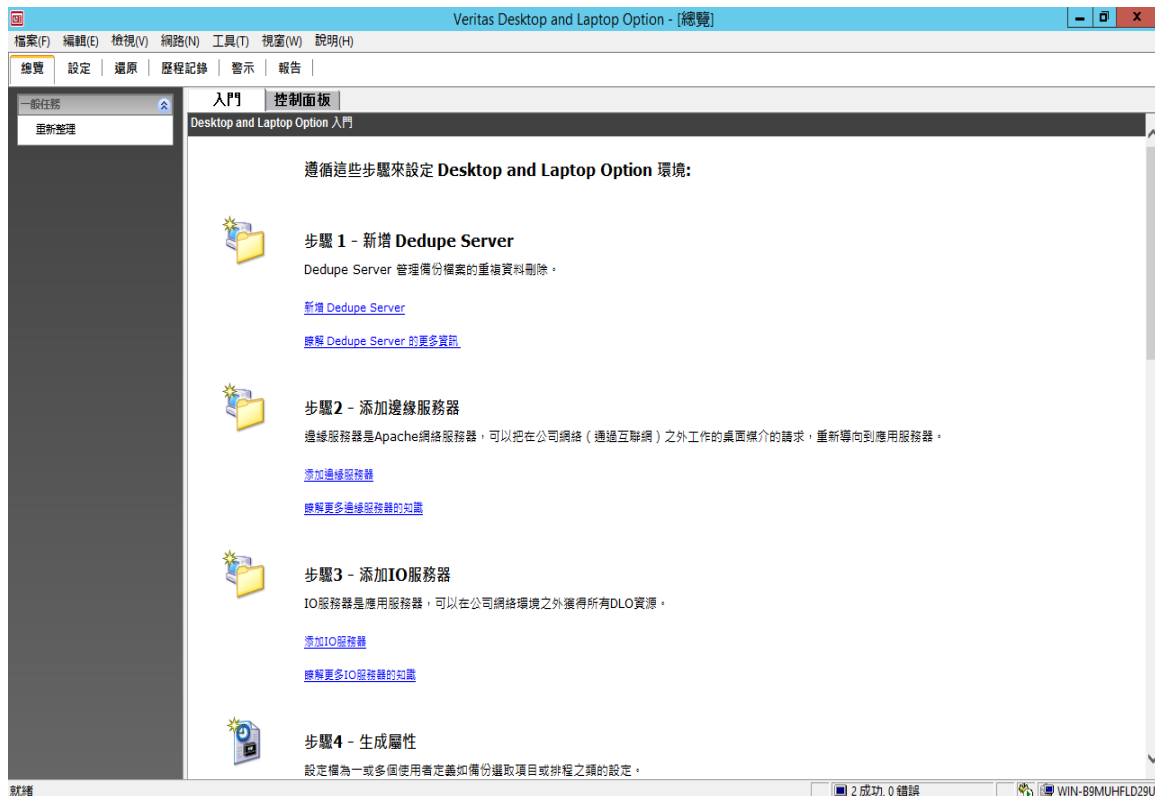 Veritas Desktop and Laptop Option - [總覽]
檔案(F) 編輯(E) 檢視(V) 網路(N) 工具(T) 視窗(W) 說明(H)
總覽 設定 還原 歷程記錄 警示 報告
一般任務
重新整理
入門 控制面板
Desktop and Laptop Option 入門
遵循這些步驟來設定 Desktop and Laptop Option 環境:
步驟 1 - 新增 Dedupe Server
Dedupe Server 管理備份檔案的重複資料刪除。
新增 Dedupe Server
瞭解 Dedupe Server 的更多資訊
步驟2 - 添加邊緣服務器
邊緣服務器是Apache網絡服務器，可以把在公司網絡（通過互聯網）之外工作的桌面媒介的請求，重新導向到應用服務器。
添加邊緣服務器
瞭解更多邊緣服務器的知識
步驟3 - 添加IO服務器
IO服務器是應用服務器，可以在公司網絡環境之外獲得所有DLO資源。
添加IO服務器
瞭解更多IO服務器的知識
步驟4 - 生成屬性
設定檔為一或多個使用者定義如備份選取項目或排程之類的設定。
就緒 2 成功, 0 錯誤 WIN-B9MUHFLD29U